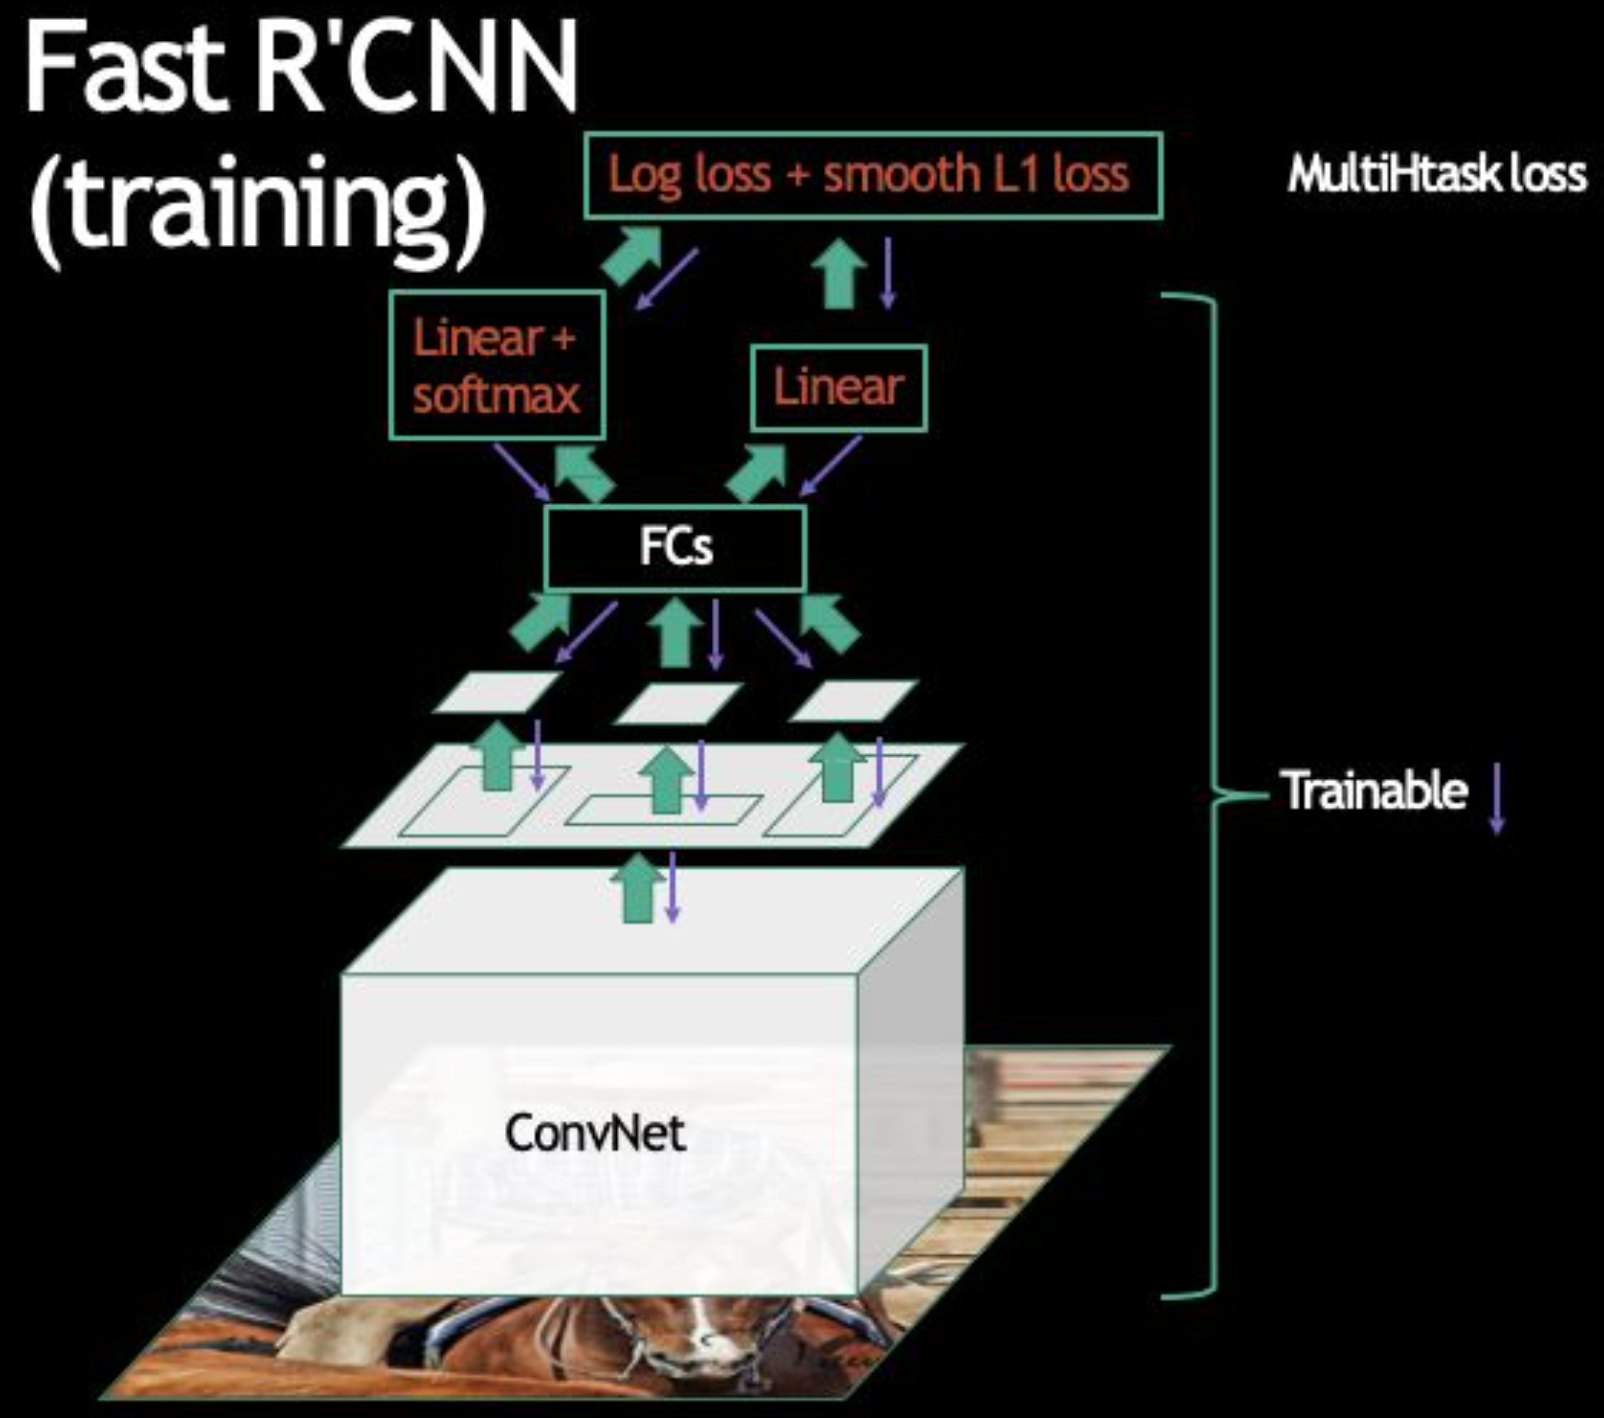 Fast R'CNN
(training)
Log loss + smooth L1 loss
MultiHtask loss
Linear +
softmax
Linear
FCs
Trainable
ConvNet